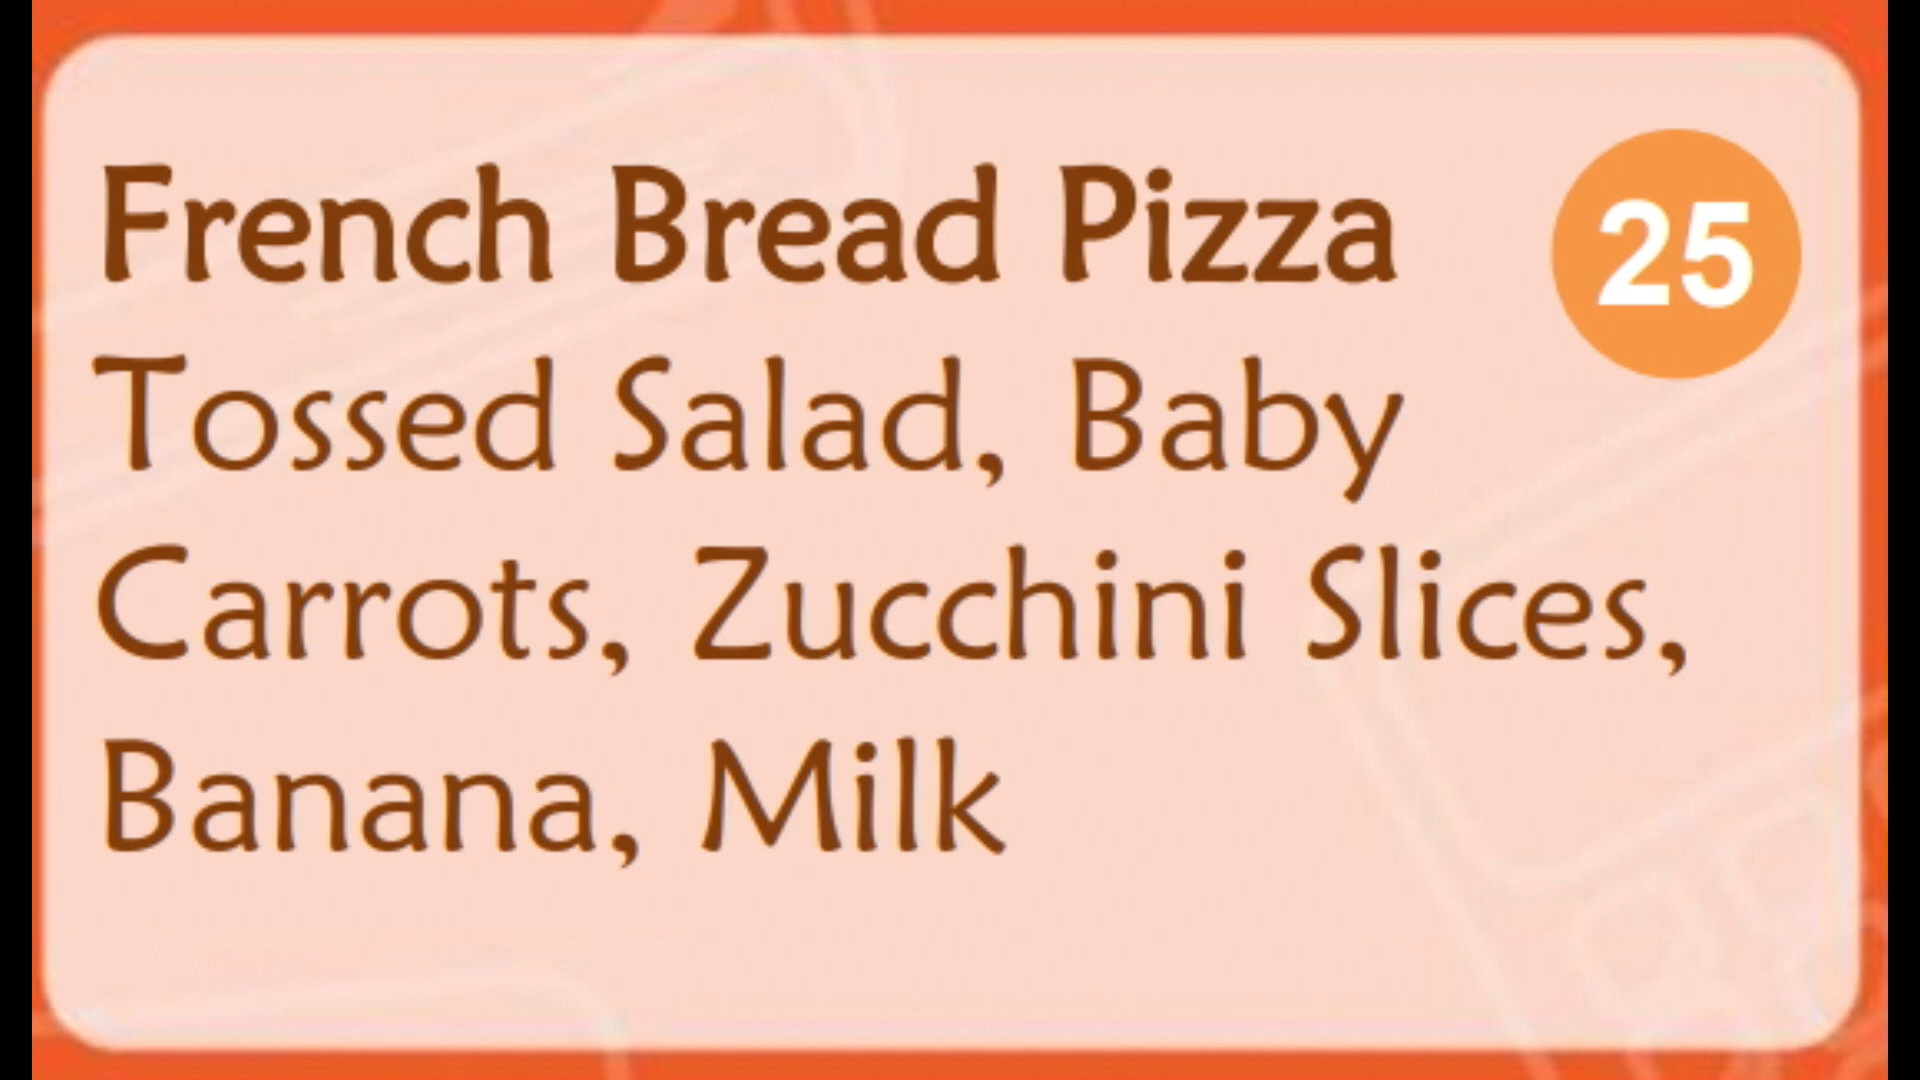 French Bread Pizza
25
Tossed Salad, Baby
Carrots, Zucchini Slices,
Banana, Milk